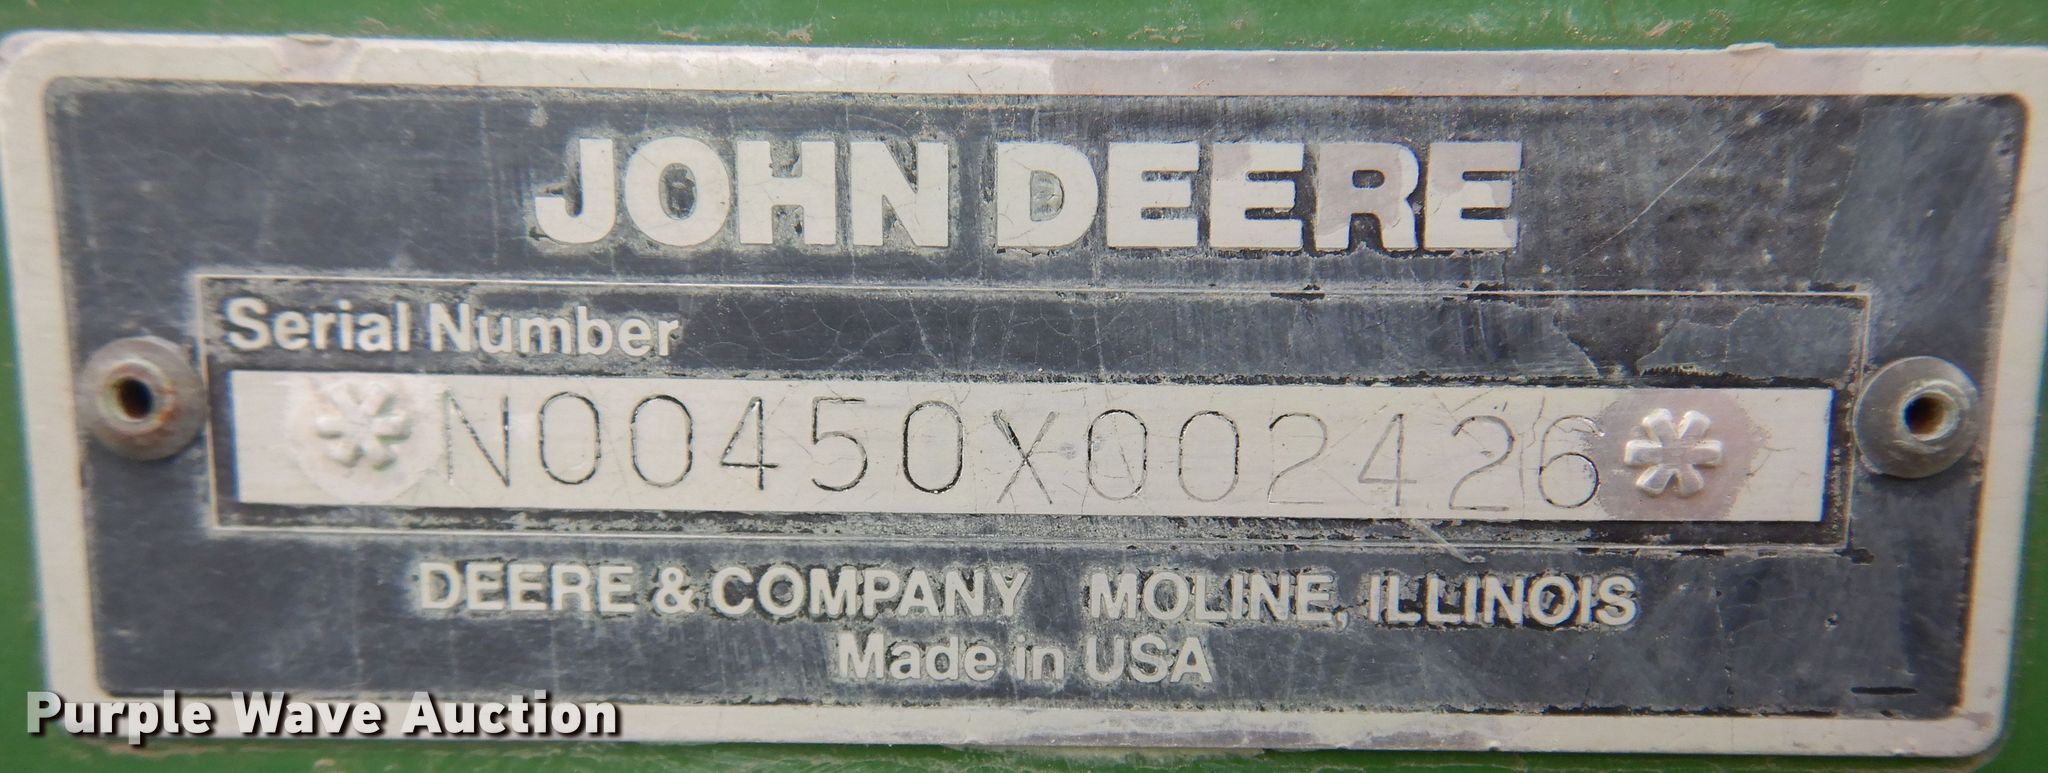 JOHN DEERE
Serial Number
*N00450X002426*
DEERE & COMPANY MOLINE, ILLINOIS
Made in USA
Purple Wave Auction